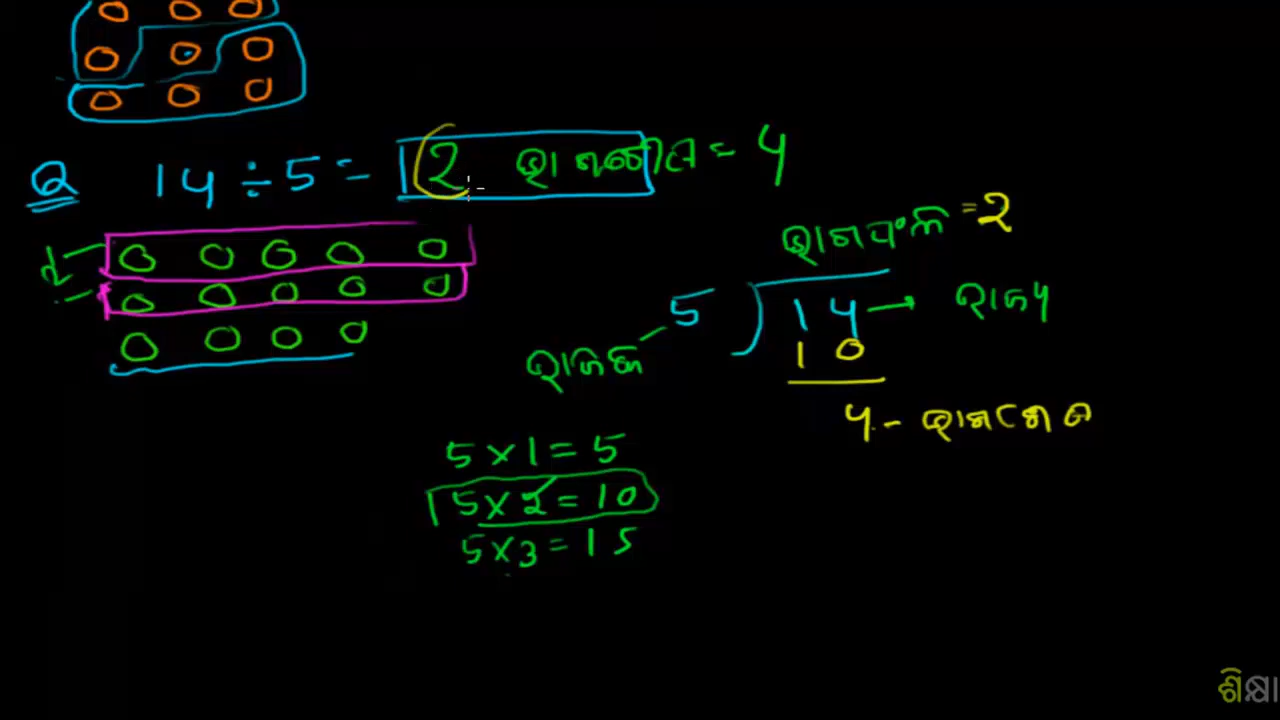 Q 14 ÷ 5 = 2 ଭାଗଶେଷ = 4
ଭାଗଫଳ = 2
5 ) 14 → ଭାଜ୍ୟ
ଭାଜକ
10
4 - ଭାଗଶେଷ
5 × 1 = 5
5 × 2 = 10
5 × 3 = 15
ଶିକ୍ଷା